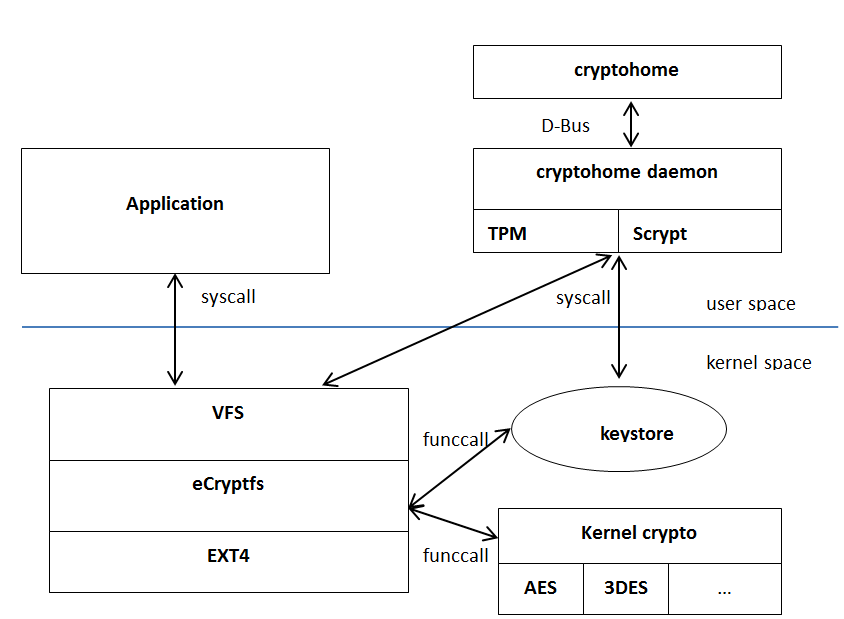 cryptohome
D-Bus
cryptohome daemon
TPM
Scrypt
Application
syscall
syscall
user space
kernel space
VFS
eCryptfs
EXT4
funccall
keystore
funccall
Kernel crypto
AES
3DES
...